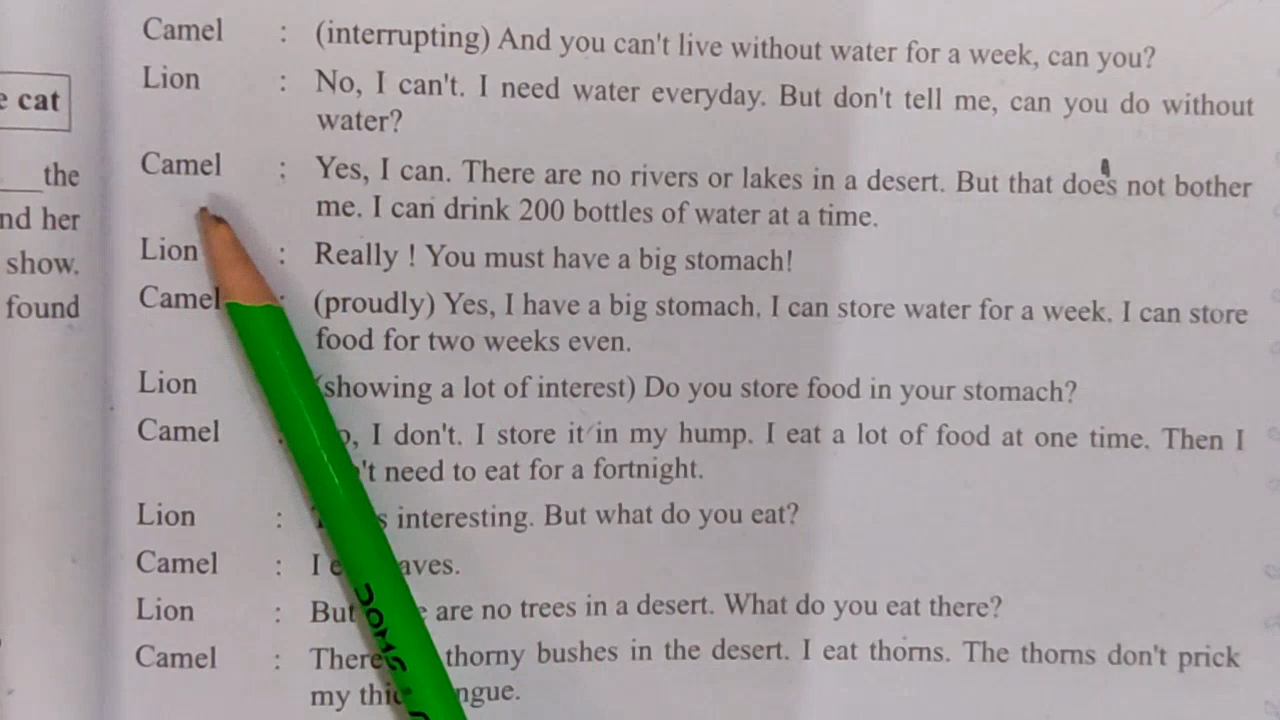 Camel : (interrupting) And you can't live without water for a week, can you?
Lion : No, I can't. I need water everyday. But don't tell me, can you do without
water?
Camel : Yes, I can. There are no rivers or lakes in a desert. But that does not bother
me. I can drink 200 bottles of water at a time.
Lion : Really ! You must have a big stomach!
Camel : (proudly) Yes, I have a big stomach. I can store water for a week. I can store
food for two weeks even.
Lion (showing a lot of interest) Do you store food in your stomach?
Camel I don't. I store it in my hump. I eat a lot of food at one time. Then I
't need to eat for a fortnight.
Lion : interesting. But what do you eat?
Camel : I
Lion : But are no trees in a desert. What do you eat there?
Camel : There thorny bushes in the desert. I eat thorns. The thorns don't prick
my
e cat
the
nd her
show.
found
DOMS